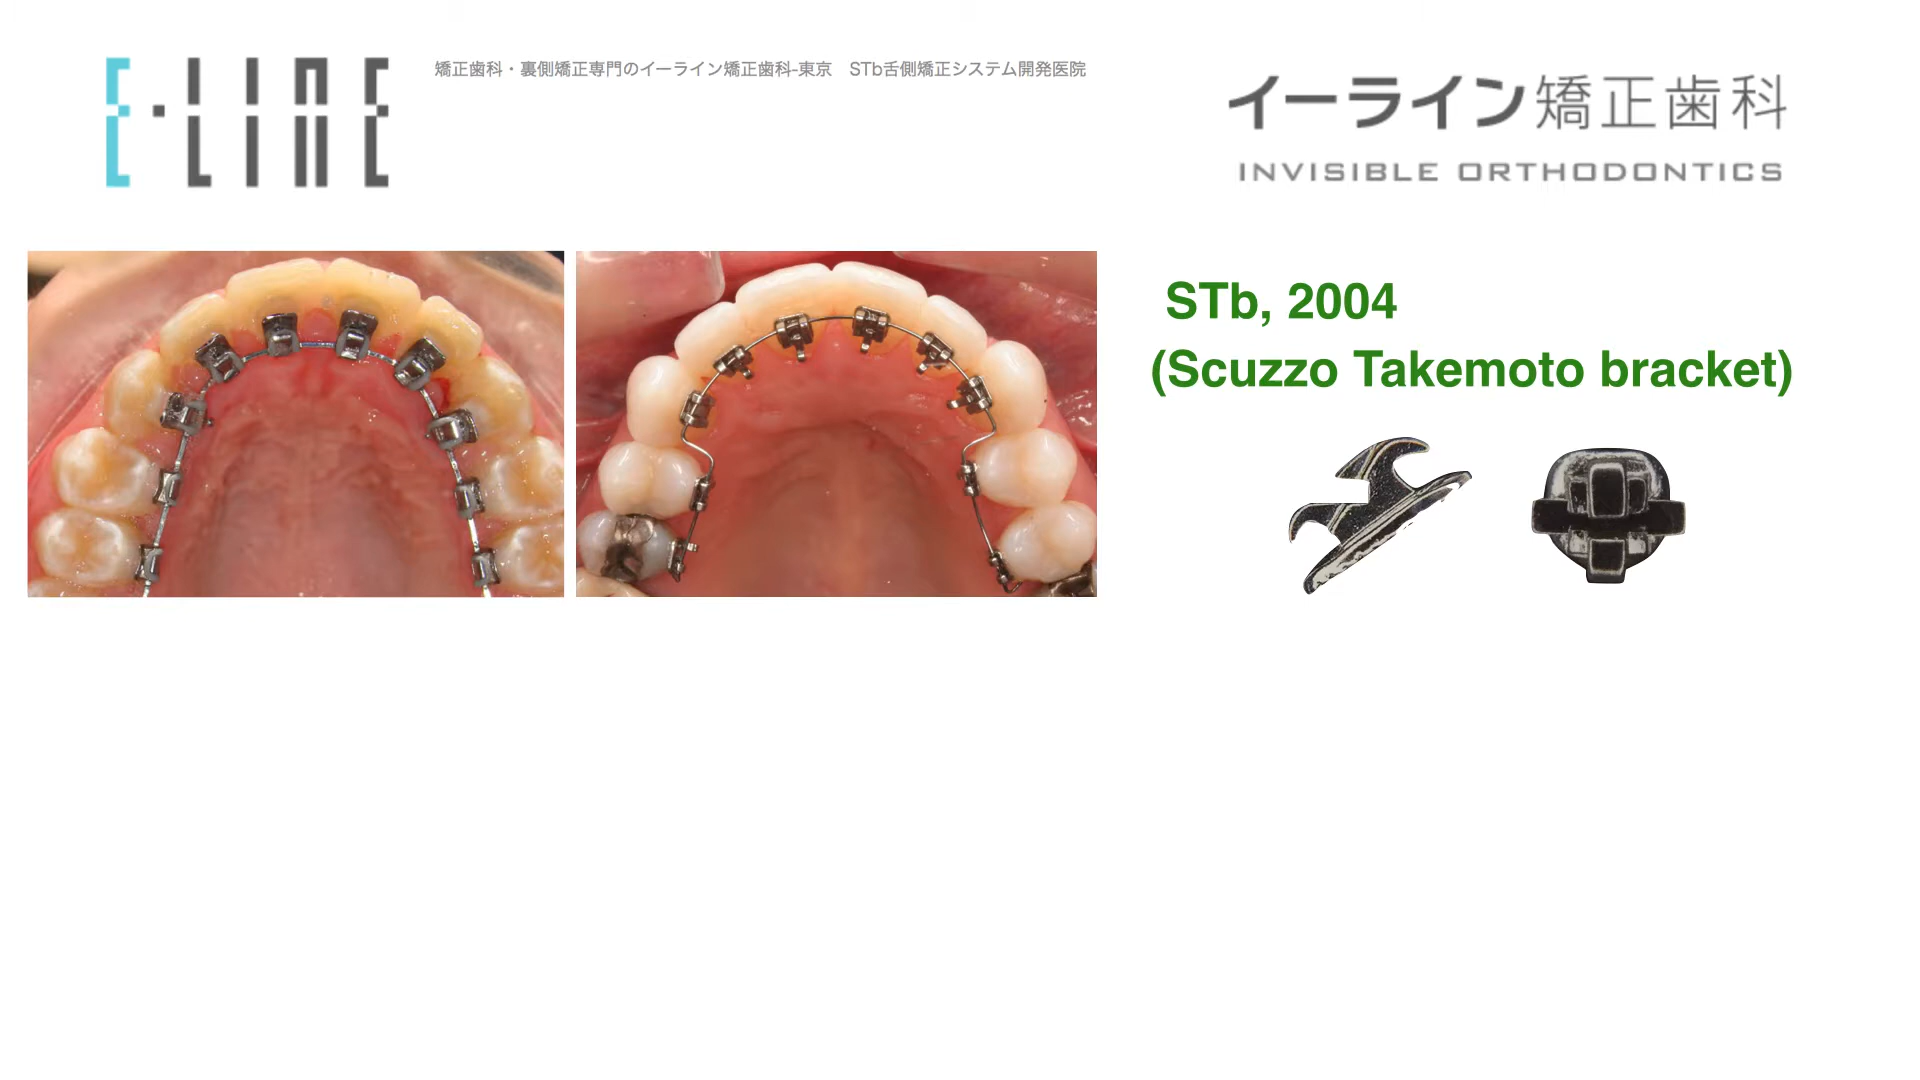 E·LINE
矯正歯科・裏側矯正専門のイーライン矯正歯科-東京　STb舌側矯正システム開発医院
イーライン矯正歯科
INVISIBLE ORTHODONTICS
STb, 2004
(Scuzzo Takemoto bracket)